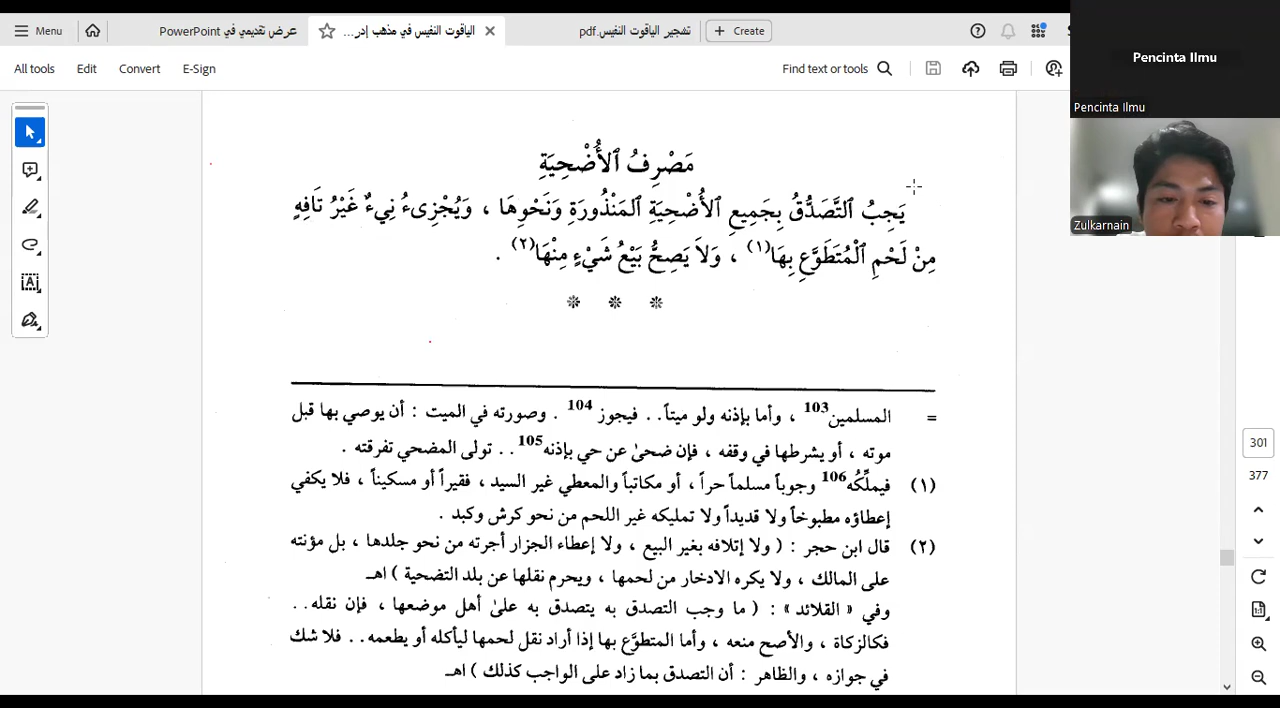 Menu
عرض تقديمي في PowerPoint
الياقوت النفيس في مذهب إدر...
تشجير الياقوت النفيس.pdf
Create
All tools
Edit
Convert
E-Sign
Find text or tools
Pencinta Ilmu
Pencinta Ilmu
Zulkarnain
مَصْرِفُ ٱلأُضْحِيَةِ
يَجِبُ ٱلتَّصَدُّقُ بِجَمِيعِ ٱلأُضْحِيَةِ ٱلمَنْذُورَةِ وَنَحْوِهَا ، وَيُجْزِىءُ نِيءٌ غَيْرُ تَافِهٍ
مِنْ لَحْمِ ٱلْمُتَطَوَّعِ بِهَا(١) ، وَلاَ يَصِحُّ بَيْعُ شَيْءٍ مِنْهَا(٢) .
* * *
= المسلمين103 ، وأما بإذنه ولو ميتاً . . فيجوز 104 . وصورته في الميت : أن يوصي بها قبل
موته ، أو يشرطها في وقفه ، فإن ضحىٰ عن حي بإذنه105 . . تولى المضحي تفرقته .
(١) فيملِّكُه106 وجوباً مسلماً حراً ، أو مكاتباً والمعطي غير السيد ، فقيراً أو مسكيناً ، فلا يكفي
إعطاؤه مطبوخاً ولا قديداً ولا تمليكه غير اللحم من نحو كرش وكبد .
(٢) قال ابن حجر : ( ولا إتلافه بغير البيع ، ولا إعطاء الجزار أجرته من نحو جلدها ، بل مؤنته
على المالك ، ولا يكره الادخار من لحمها ، ويحرم نقلها عن بلد التضحية ) اهـ
وفي « القلائد » : ( ما وجب التصدق به يتصدق به علىٰ أهل موضعها ، فإن نقله . .
فكالزكاة ، والأصح منعه ، وأما المتطوَّع بها إذا أراد نقل لحمها ليأكله أو يطعمه . . فلا شك
في جوازه ، والظاهر : أن التصدق بما زاد على الواجب كذلك ) اهـ
301
377